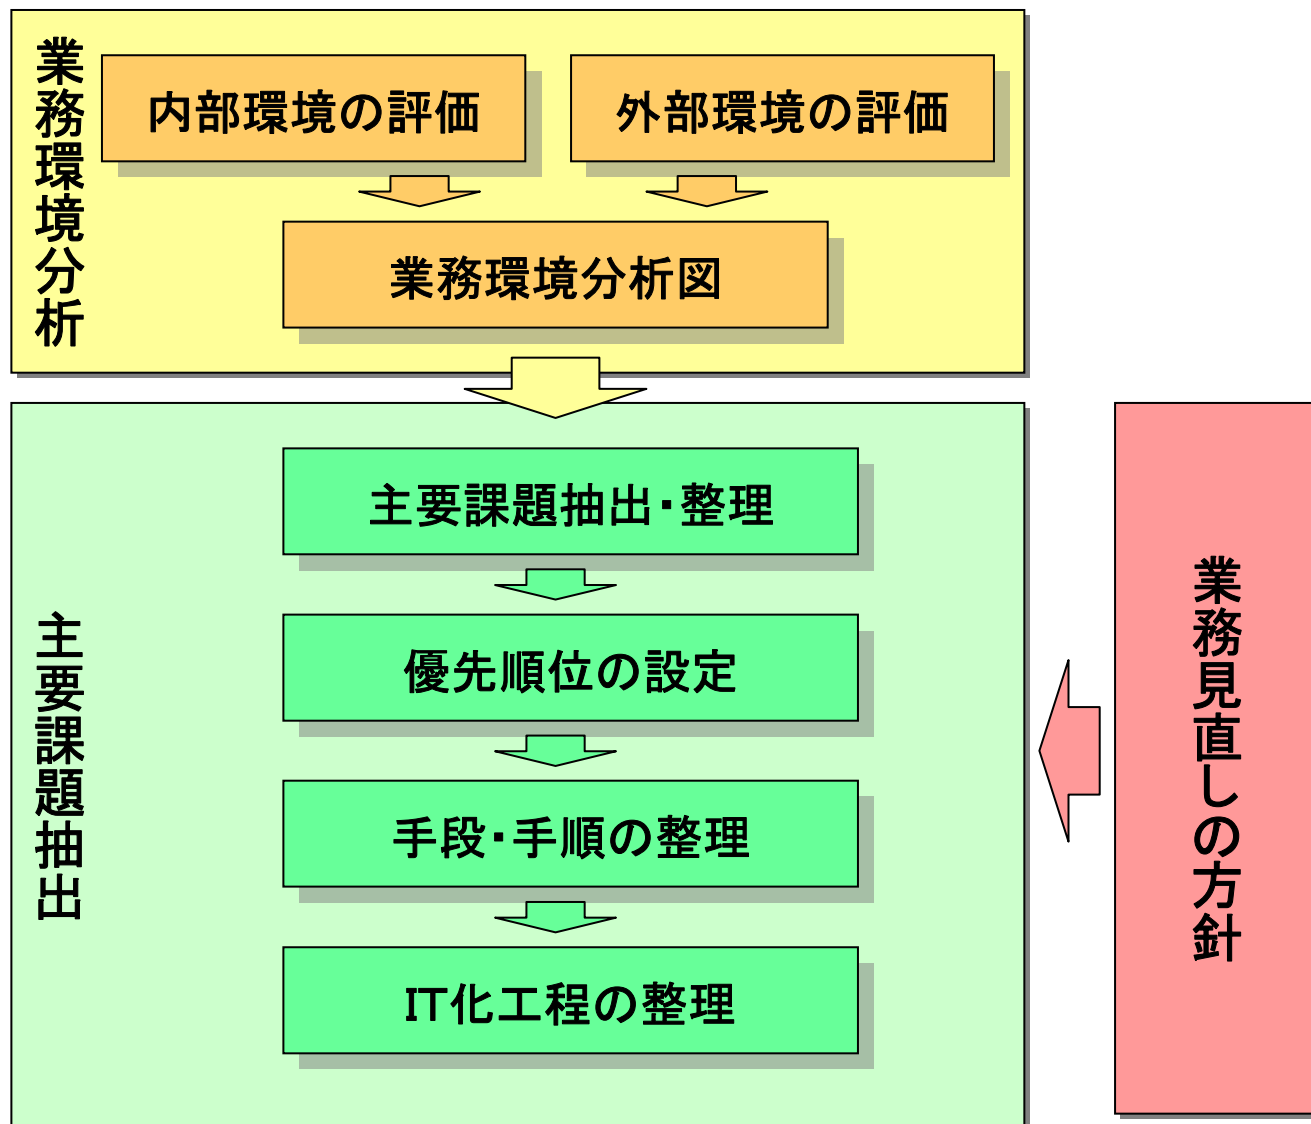 業務環境分析
内部環境の評価
外部環境の評価
業務環境分析図
主要課題抽出
主要課題抽出・整理
優先順位の設定
手段・手順の整理
IT化工程の整理
業務見直しの方針